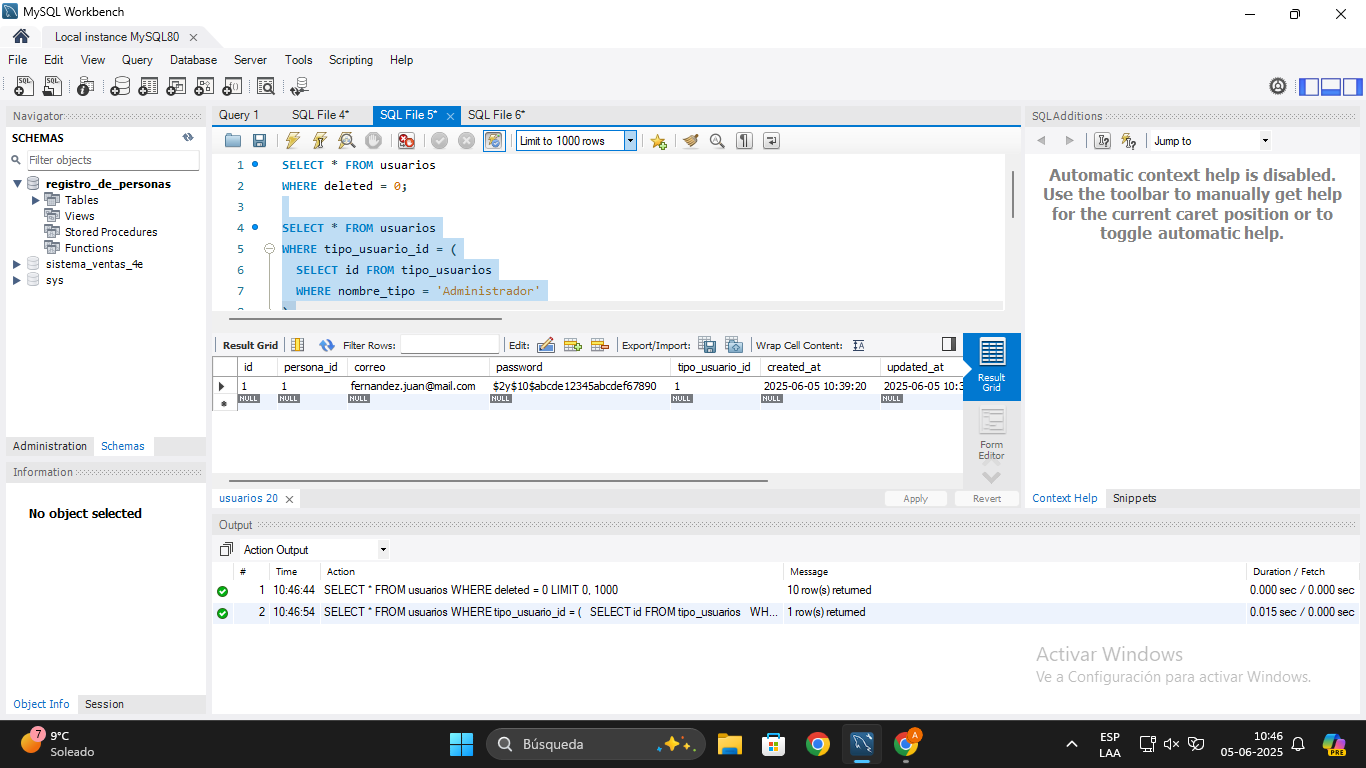 MySQL Workbench
Local instance MySQL80
File Edit View Query Database Server Tools Scripting Help
Navigator
SCHEMAS
Filter objects
registro_de_personas
Tables
Views
Stored Procedures
Functions
sistema_ventas_4e
sys
Administration Schemas
Information
No object selected
Object Info Session
Query 1 SQL File 4* SQL File 5* SQL File 6*
Limit to 1000 rows
1 SELECT * FROM usuarios
2 WHERE deleted = 0;
3
4 SELECT * FROM usuarios
5 WHERE tipo_usuario_id = (
6 SELECT id FROM tipo_usuarios
7 WHERE nombre_tipo = 'Administrador'
Result Grid Filter Rows: Edit: Export/Import: Wrap Cell Content:
id persona_id correo password tipo_usuario_id created_at updated_at
1 1 fernandez.juan@mail.com $2y$10$abcde12345abcdef67890 1 2025-06-05 10:39:20 2025-06-05 10:3
NULL NULL NULL NULL NULL NULL NULL
Result Grid
Form Editor
usuarios 20 Apply Revert
SQLAdditions
Jump to
Automatic context help is disabled.
Use the toolbar to manually get help
for the current caret position or to
toggle automatic help.
Context Help Snippets
Output
Action Output
# Time Action Message Duration / Fetch
1 10:46:44 SELECT * FROM usuarios WHERE deleted = 0 LIMIT 0, 1000 10 row(s) returned 0.000 sec / 0.000 sec
2 10:46:54 SELECT * FROM usuarios WHERE tipo_usuario_id = ( SELECT id FROM tipo_usuarios WH... 1 row(s) returned 0.015 sec / 0.000 sec
Activar Windows
Ve a Configuración para activar Windows.
7
9°C
Soleado
Búsqueda
A
ESP
LAA
10:46
05-06-2025
PRE